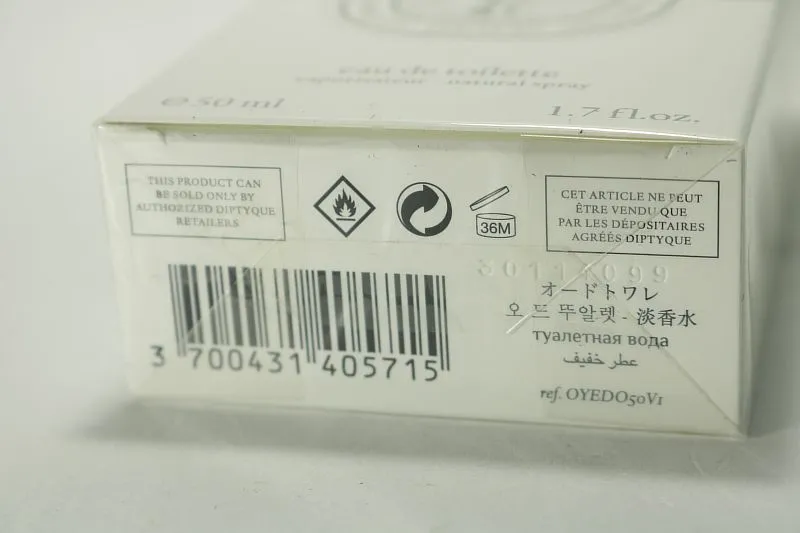 eau de toilette
vaporisateur - natural spray
e 50 ml
1.7 fl.oz.
THIS PRODUCT CAN
BE SOLD ONLY BY
AUTHORIZED DIPTYQUE
RETAILERS
36M
CET ARTICLE NE PEUT
ÊTRE VENDU QUE
PAR LES DÉPOSITAIRES
AGRÉÉS DIPTYQUE
オードトワレ
오 드 뚜알렛 - 淡香水
туалетная вода
عطر خفيف
ref. OYEDO50V1
3 700431 405715